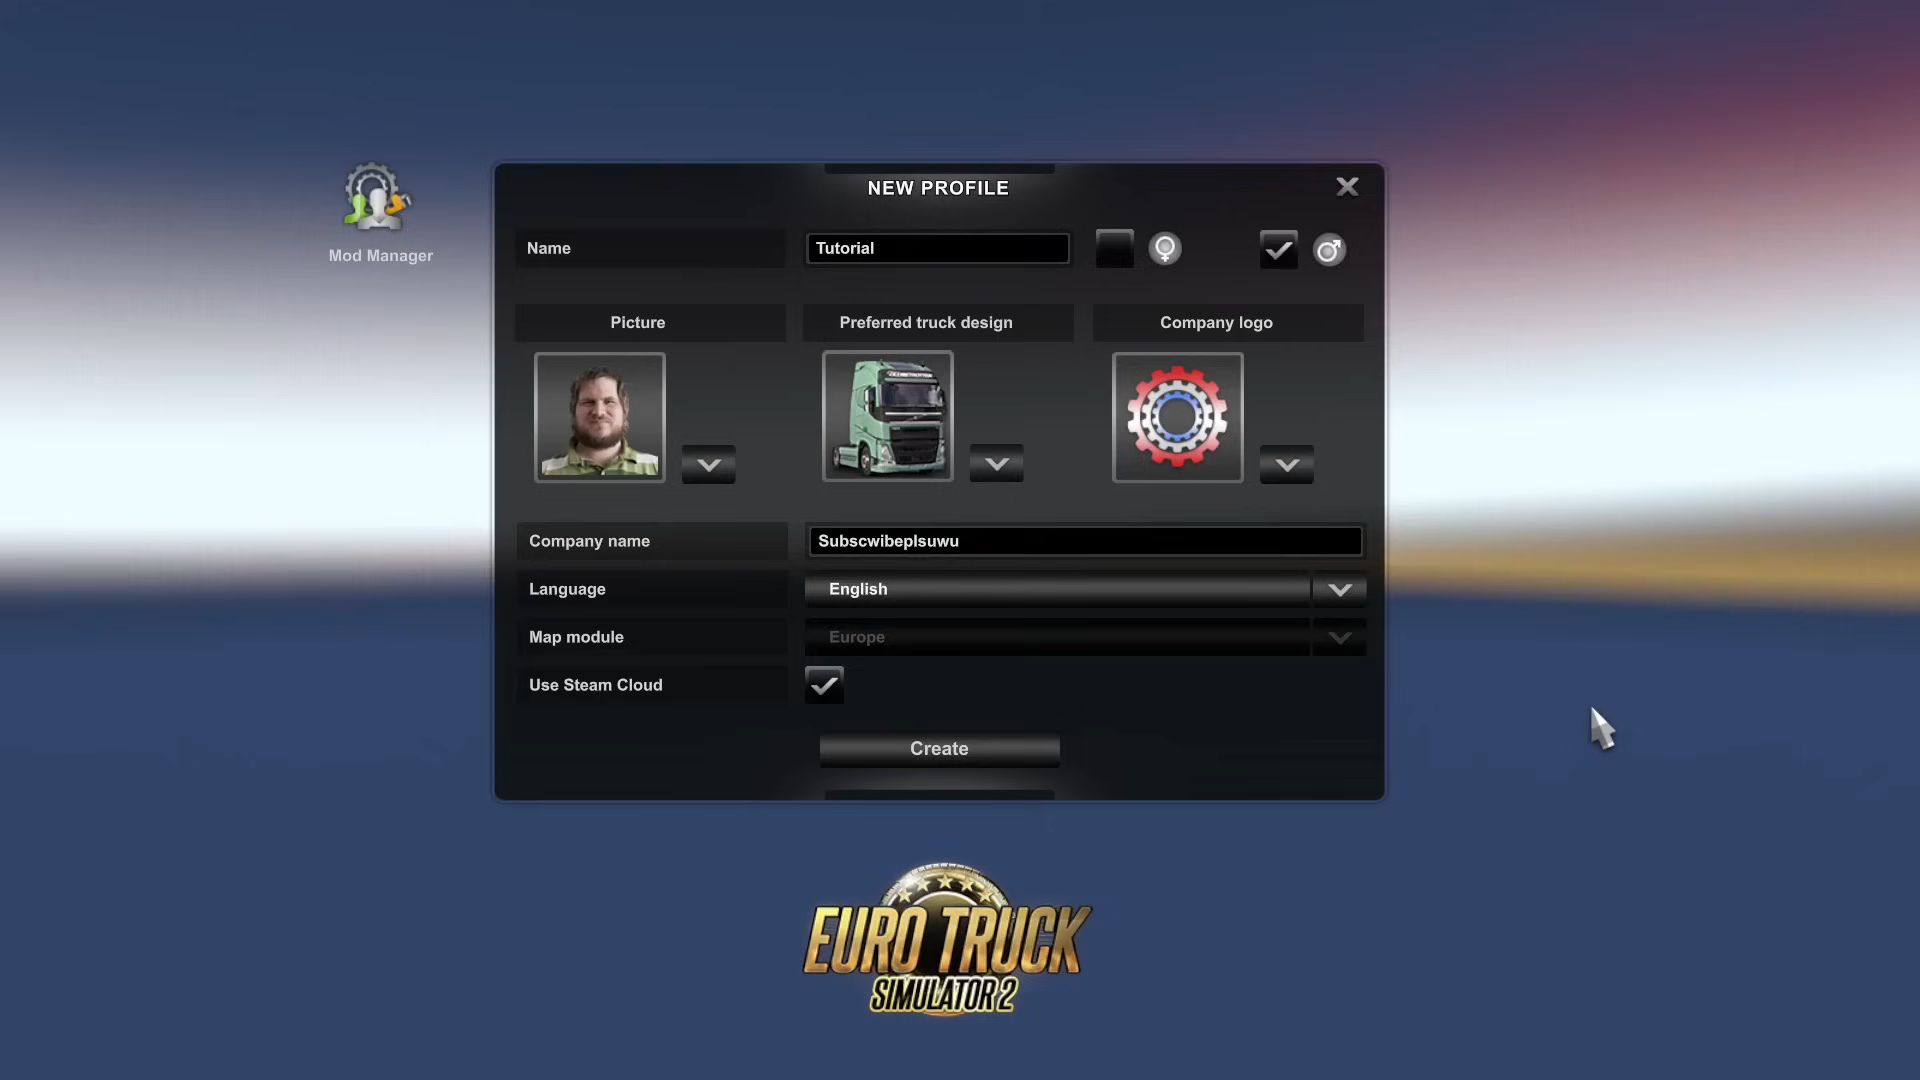 NEW PROFILE
Mod Manager
Name
Tutorial
Picture
Preferred truck design
Company logo
Company name
Subscwibeplsuwu
Language
English
Map module
Europe
Use Steam Cloud
Create
EURO TRUCK
SIMULATOR 2